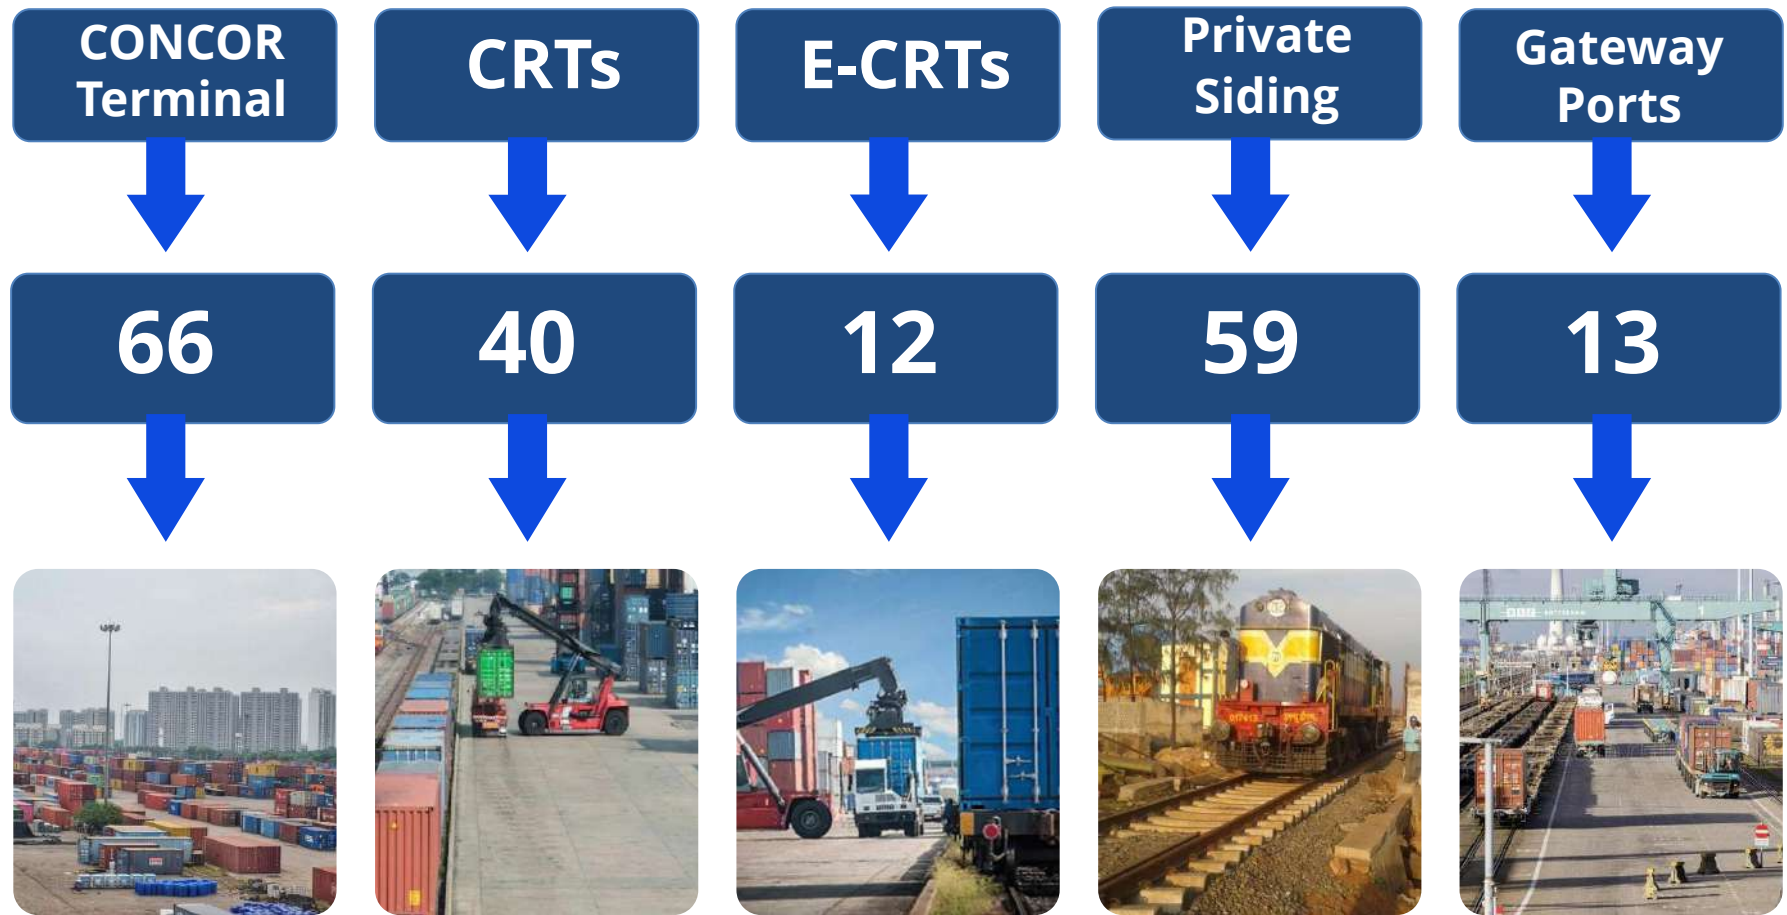 CONCOR
Terminal
CRTs
E-CRTs
Private
Siding
Gateway
Ports
66
40
12
59
13